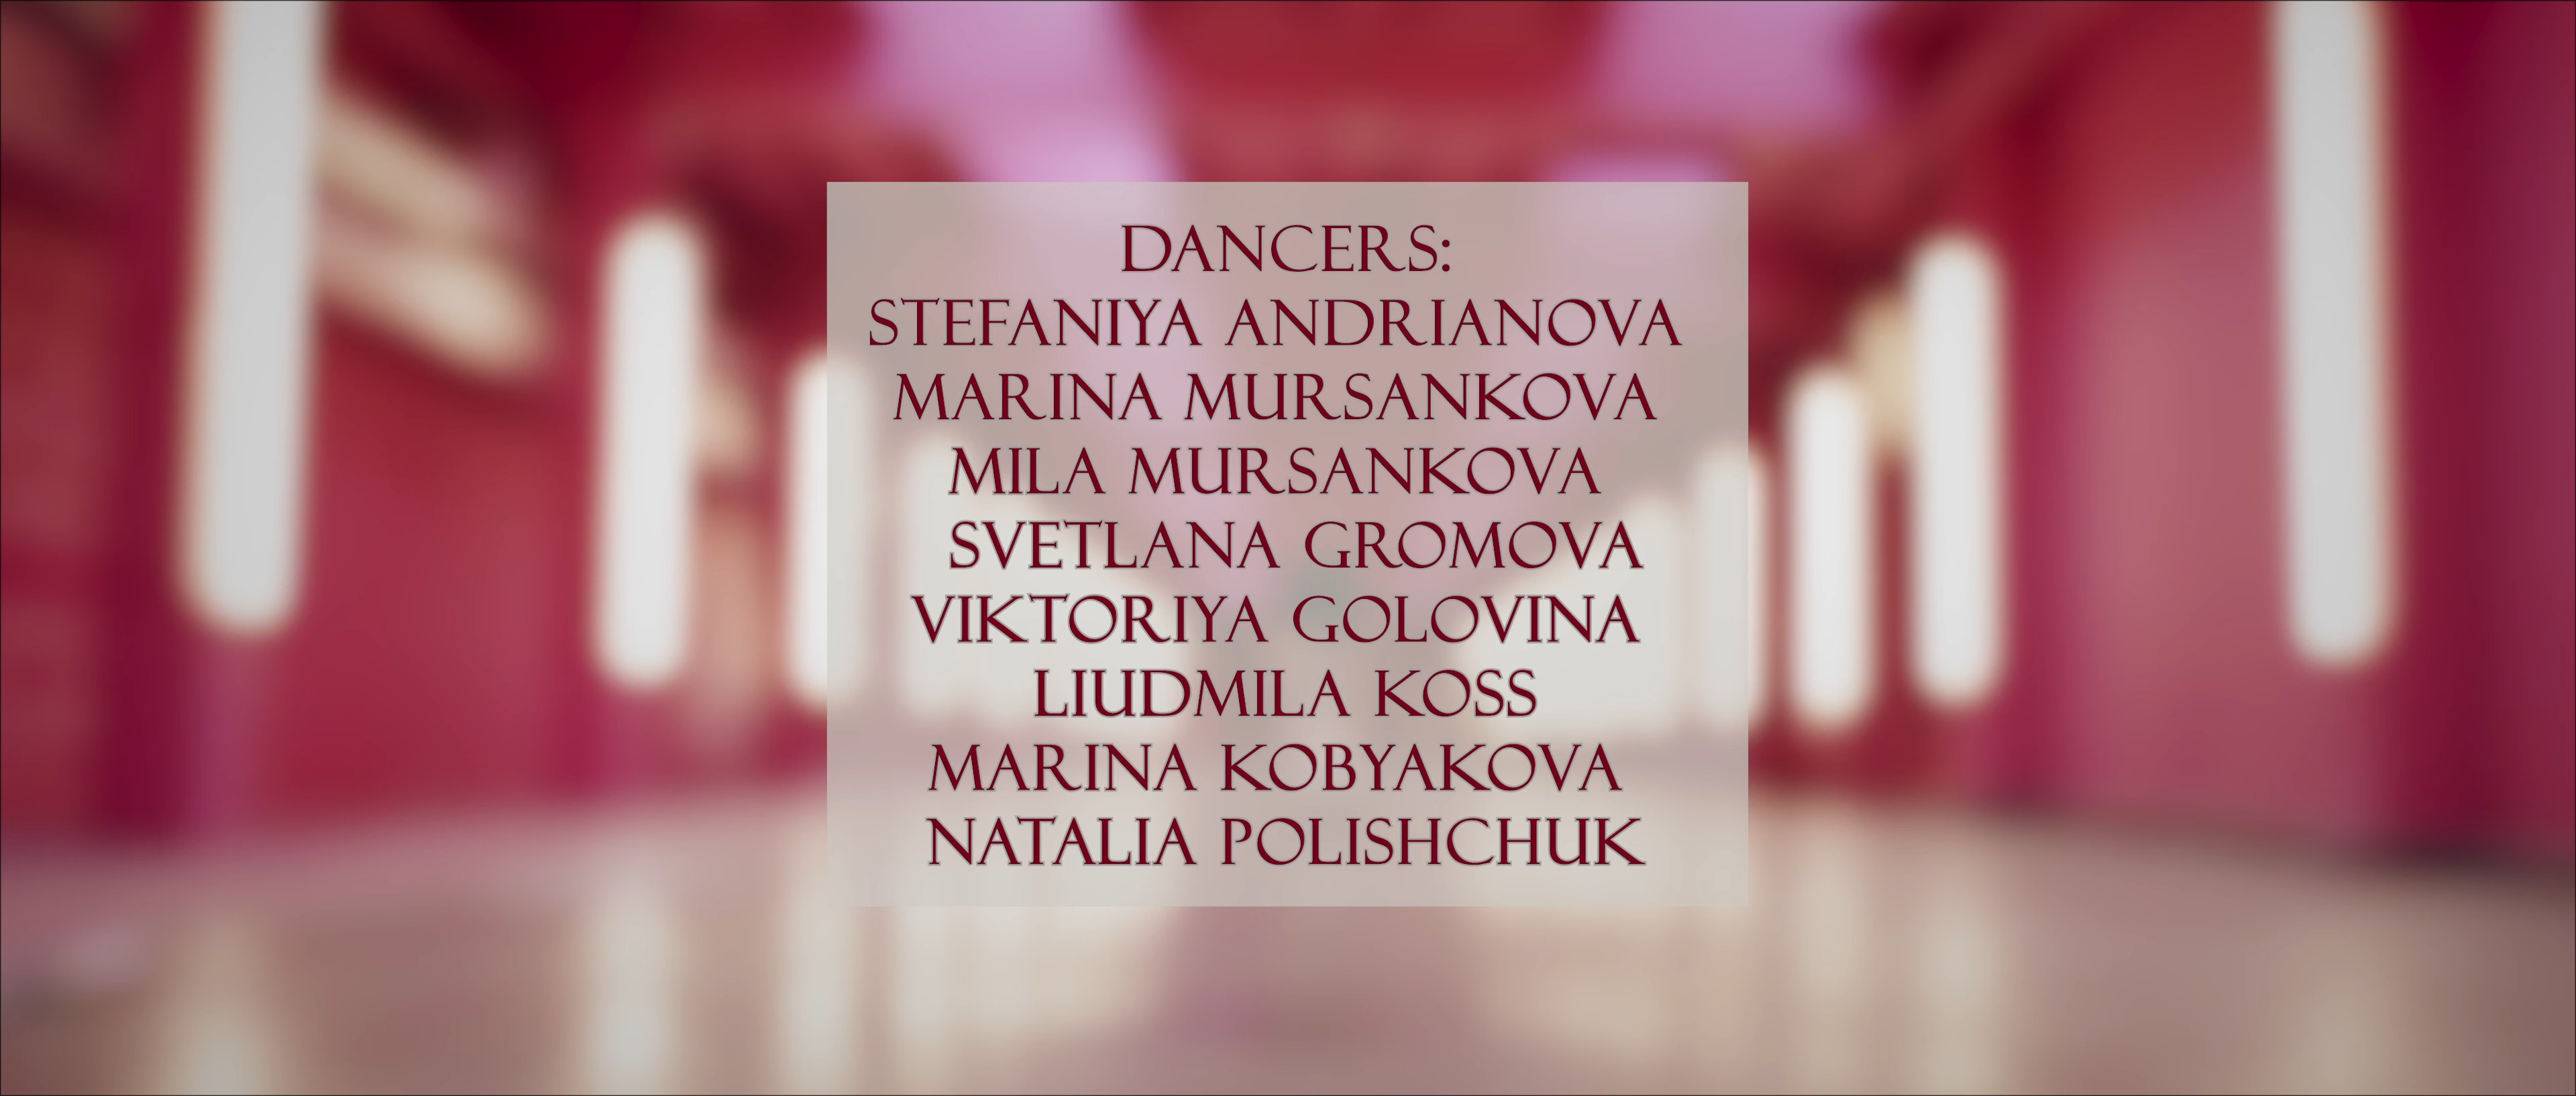 DANCERS:
STEFANIYA ANDRIANOVA
MARINA MURSANKOVA
MILA MURSANKOVA
SVETLANA GROMOVA
VIKTORIYA GOLOVINA
LIUDMILA KOSS
MARINA KOBYAKOVA
NATALIA POLISHCHUK